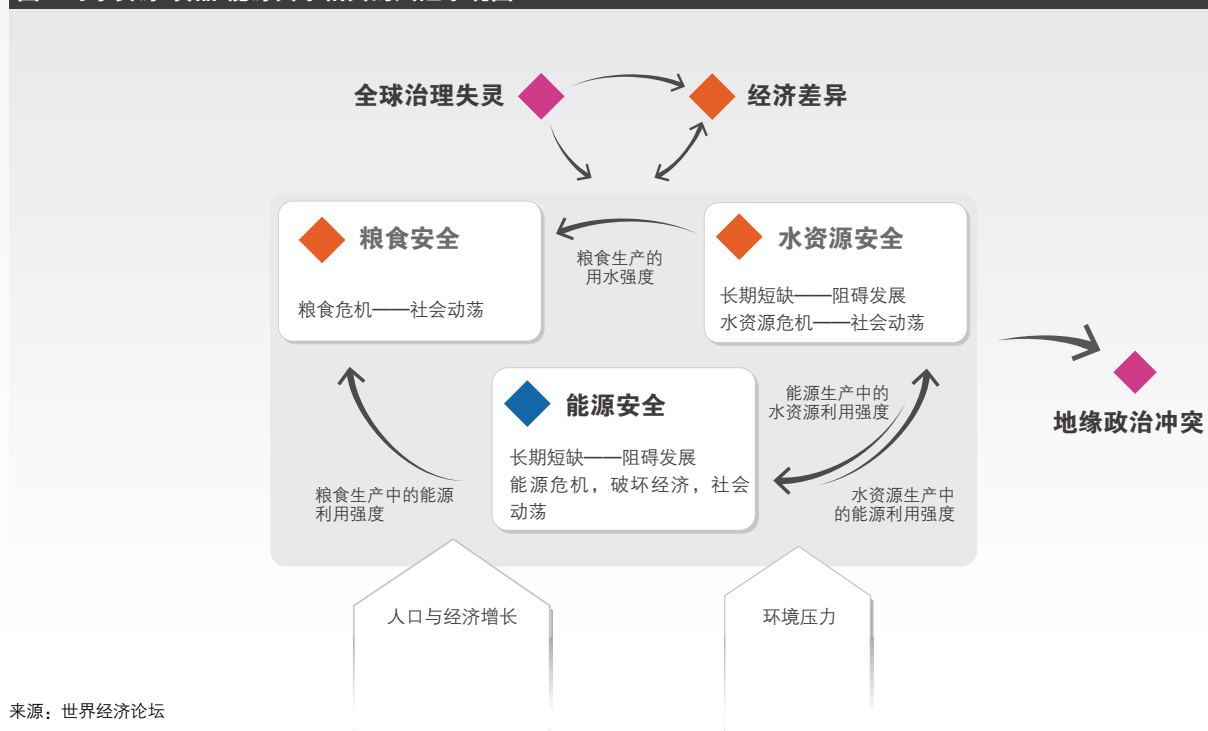 全球治理失灵
经济差异
粮食安全
粮食危机——社会动荡
粮食生产的
用水强度
水资源安全
长期短缺——阻碍发展
水资源危机——社会动荡
能源安全
长期短缺——阻碍发展
能源危机，破坏经济，社会
动荡
能源生产中的
水资源利用强度
地缘政治冲突
粮食生产中的能源
利用强度
水资源生产中
的能源利用强度
人口与经济增长
环境压力
来源：世界经济论坛